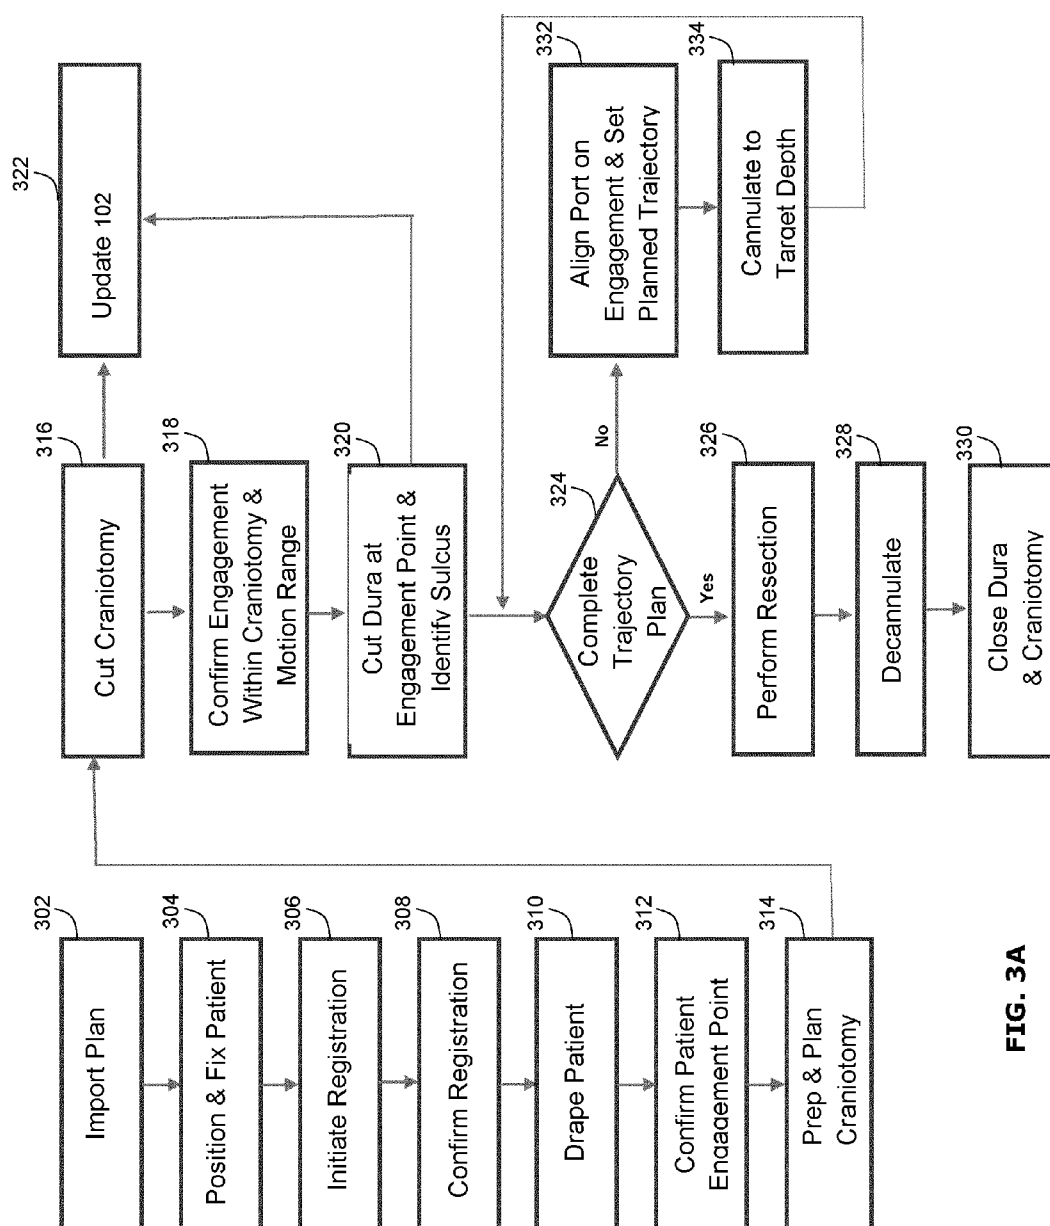 302
Import Plan
304
Position & Fix Patient
306
Initiate Registration
308
Confirm Registration
310
Drape Patient
312
Confirm Patient
Engagement Point
314
Prep & Plan
Craniotomy
316
Cut Craniotomy
318
Confirm Engagement
Within Craniotomy &
Motion Range
320
Cut Dura at
Engagement Point &
Identify Sulcus
322
Update 102
324
Complete
Trajectory
Plan
No
Yes
326
Perform Resection
328
Decannulate
330
Close Dura
& Craniotomy
332
Align Port on
Engagement & Set
Planned Trajectory
334
Cannulate to
Target Depth
FIG. 3A